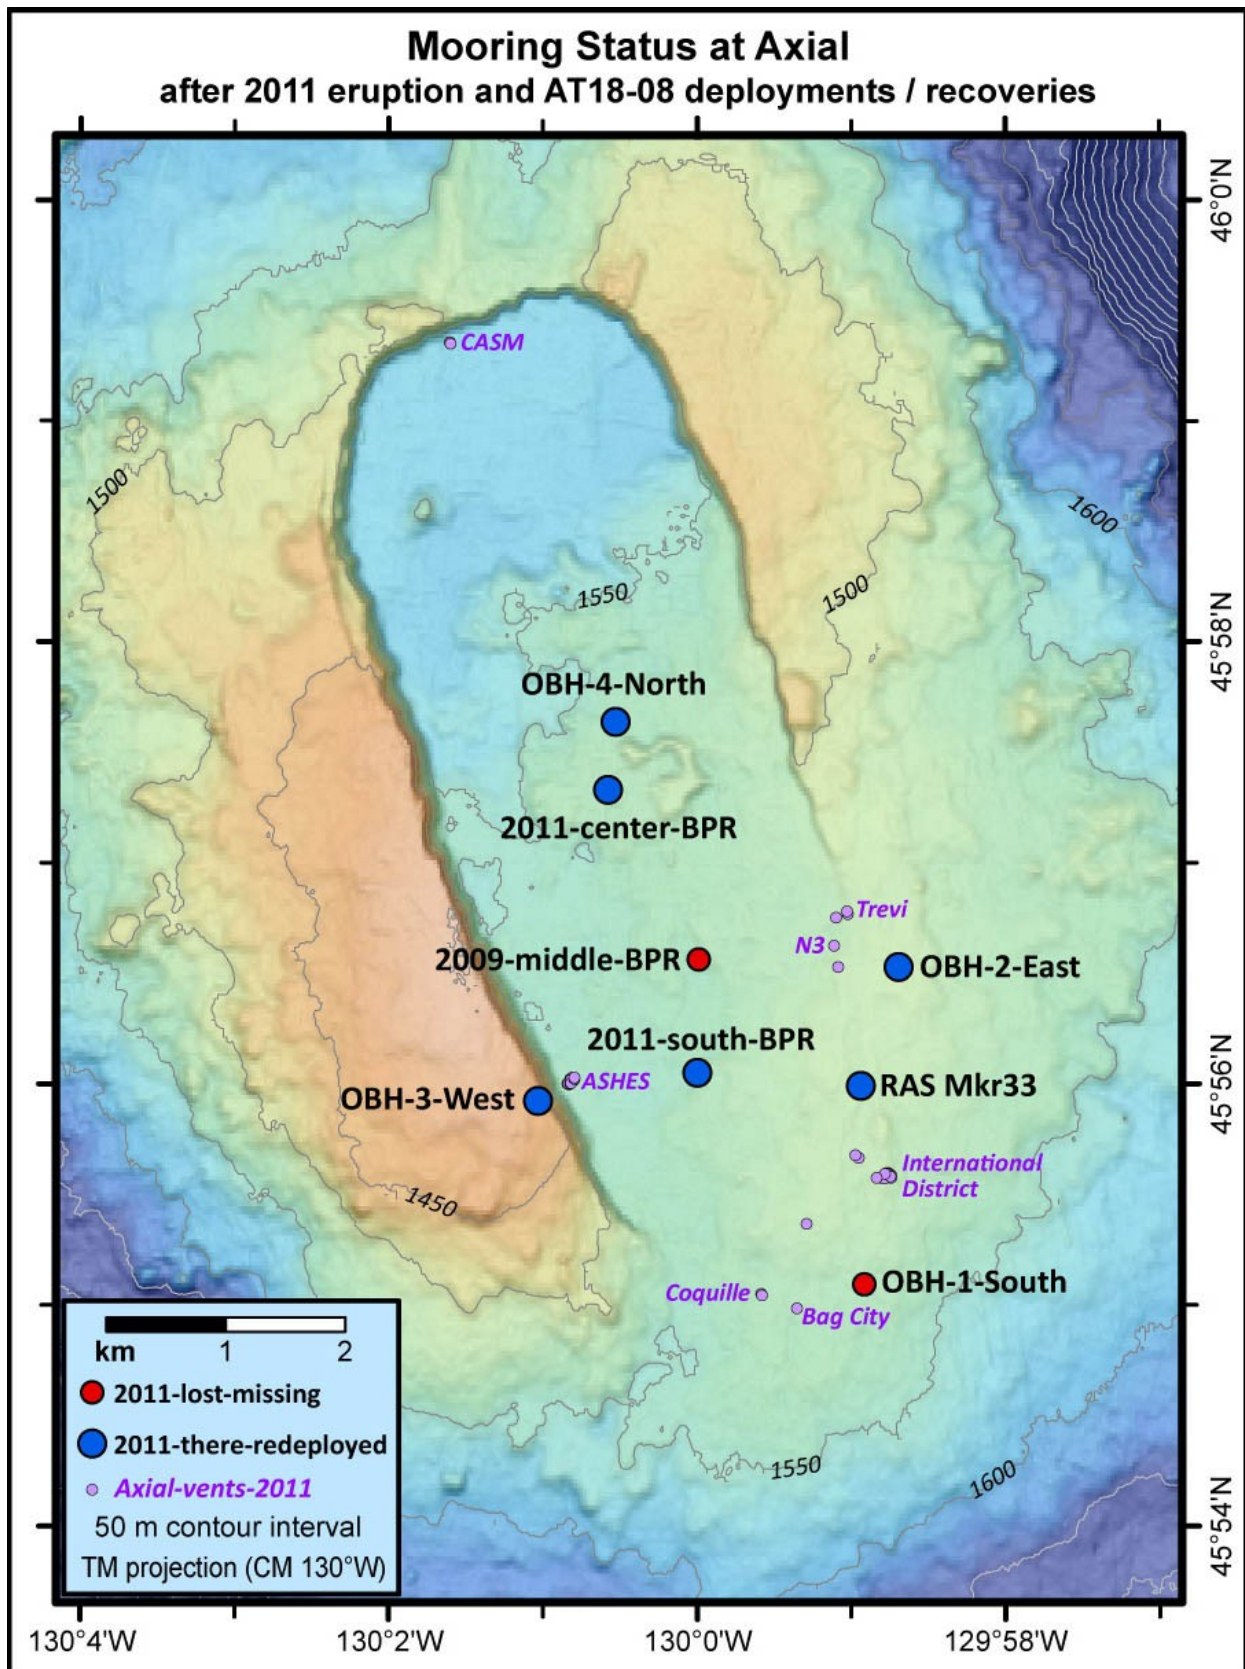 Mooring Status at Axial
after 2011 eruption and AT18-08 deployments / recoveries
46°0'N
CASM
1500
1600
1550
1500
45°58'N
OBH-4-North
2011-center-BPR
Trevi
N3
2009-middle-BPR
OBH-2-East
2011-south-BPR
45°56'N
ASHES
RAS Mkr33
OBH-3-West
International
District
1450
OBH-1-South
Coquille
Bag City
km 1 2
2011-lost-missing
2011-there-redeployed
1550
1600
Axial-vents-2011
50 m contour interval
45°54'N
TM projection (CM 130°W)
130°4'W 130°2'W 130°0'W 129°58'W